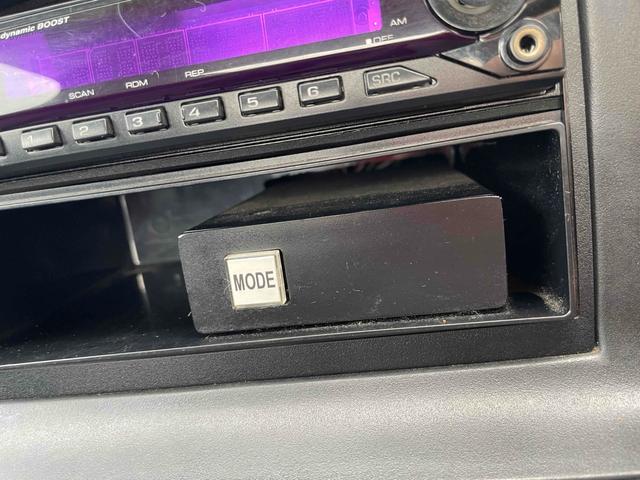 dynamic BOOST
AM
SCAN RDM REP
1 2 3 4 5 6 SRC
MODE